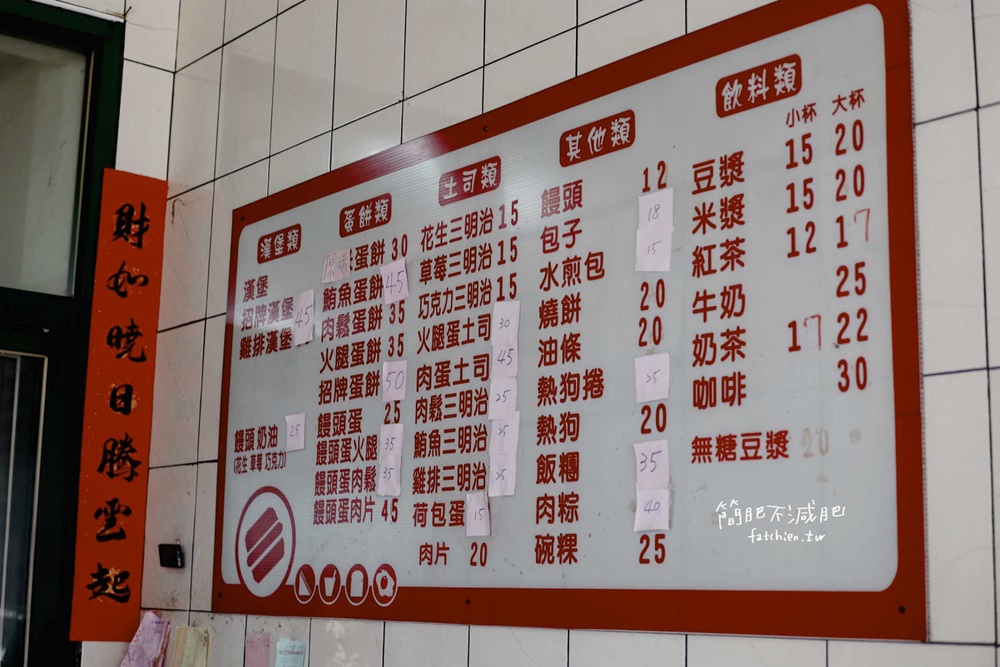 財如曉日騰雲起
漢堡類
漢堡
招牌漢堡
雞排漢堡 45
饅頭 奶油 25
(花生 草莓 巧克力)
蛋餅類
原味蛋餅 30
鮪魚蛋餅 45
肉鬆蛋餅 35
火腿蛋餅 35
招牌蛋餅 50
饅頭蛋 25
饅頭蛋火腿 35
饅頭蛋肉鬆 35
饅頭蛋肉片 45
土司類
花生三明治 15
草莓三明治 15
巧克力三明治 15
火腿蛋土司 30
肉蛋土司 45
肉鬆三明治 25
鮪魚三明治
雞排三明治
荷包蛋 15
肉片 20
其他類
饅頭 12
包子 18
水煎包 15
燒餅 20
油條 20
熱狗捲 25
熱狗 20
飯糰 35
肉粽 40
碗粿 25
飲料類
小杯 大杯
豆漿 15 20
米漿 15 20
紅茶 12 17
牛奶 25
奶茶 17 22
咖啡 30
無糖豆漿
簡肥不減肥
fatchien.tw